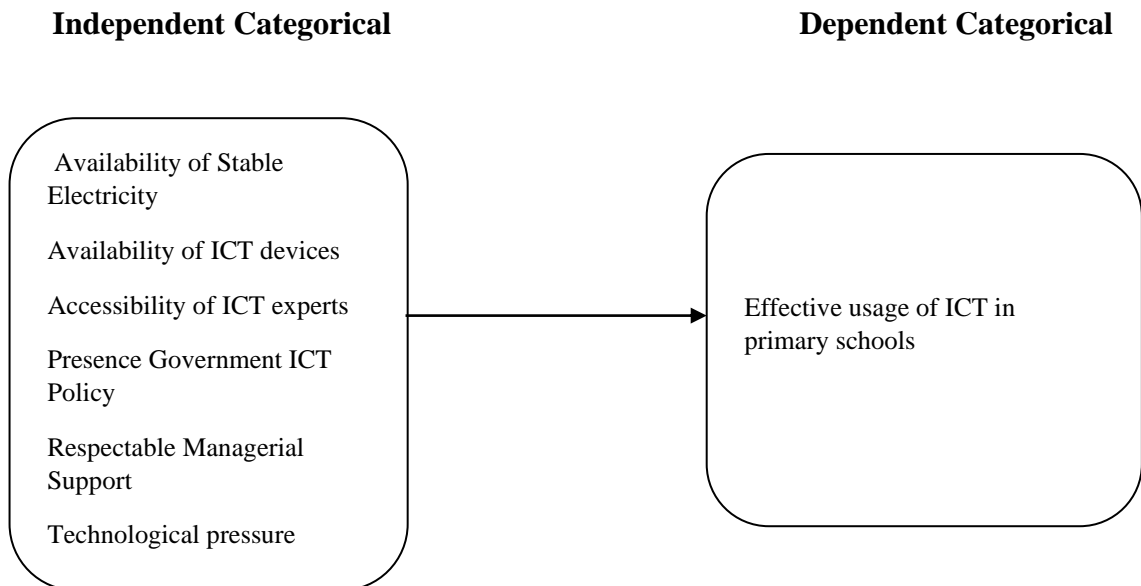 Independent Categorical
Dependent Categorical
Availability of Stable
Electricity
Availability of ICT devices
Accessibility of ICT experts
Presence Government ICT
Policy
Respectable Managerial
Support
Technological pressure
Effective usage of ICT in
primary schools